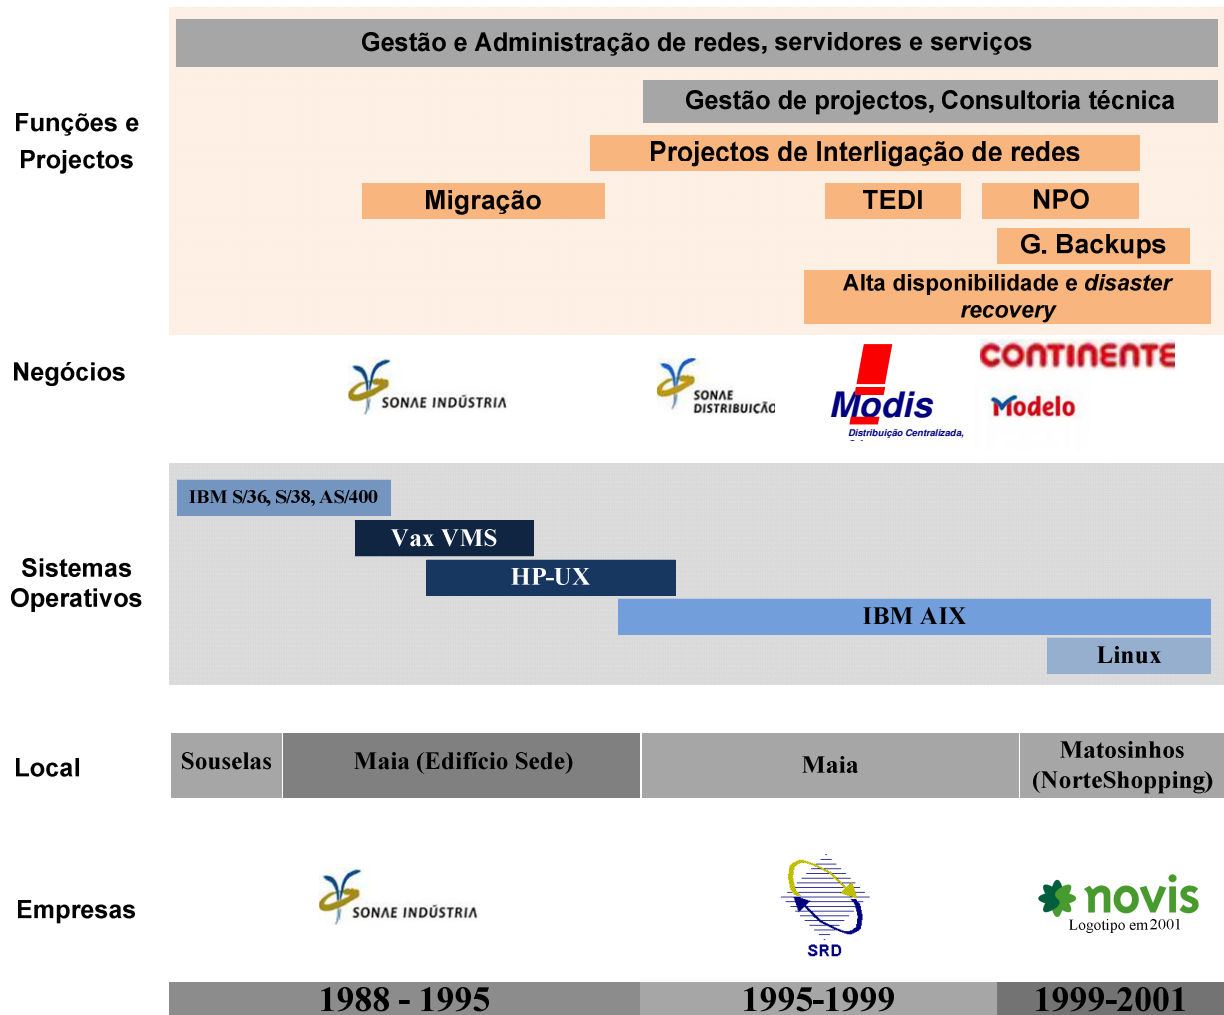 Gestão e Administração de redes, servidores e serviços
Gestão de projectos, Consultoria técnica
Funções e
Projectos
Projectos de Interligação de redes
Migração
TEDI
NPO
G. Backups
Alta disponibilidade e disaster
recovery
Negócios
SONAE INDÚSTRIA
SONAE
DISTRIBUIÇÃO
Modis
Distribuição Centralizada,
CONTINENTE
Modelo
IBM S/36, S/38, AS/400
Vax VMS
Sistemas
Operativos
HP-UX
IBM AIX
Linux
Local
Souselas
Maia (Edifício Sede)
Maia
Matosinhos
(NorteShopping)
Empresas
SONAE INDÚSTRIA
SRD
novis
Logotipo em 2001
1988 - 1995
1995-1999
1999-2001